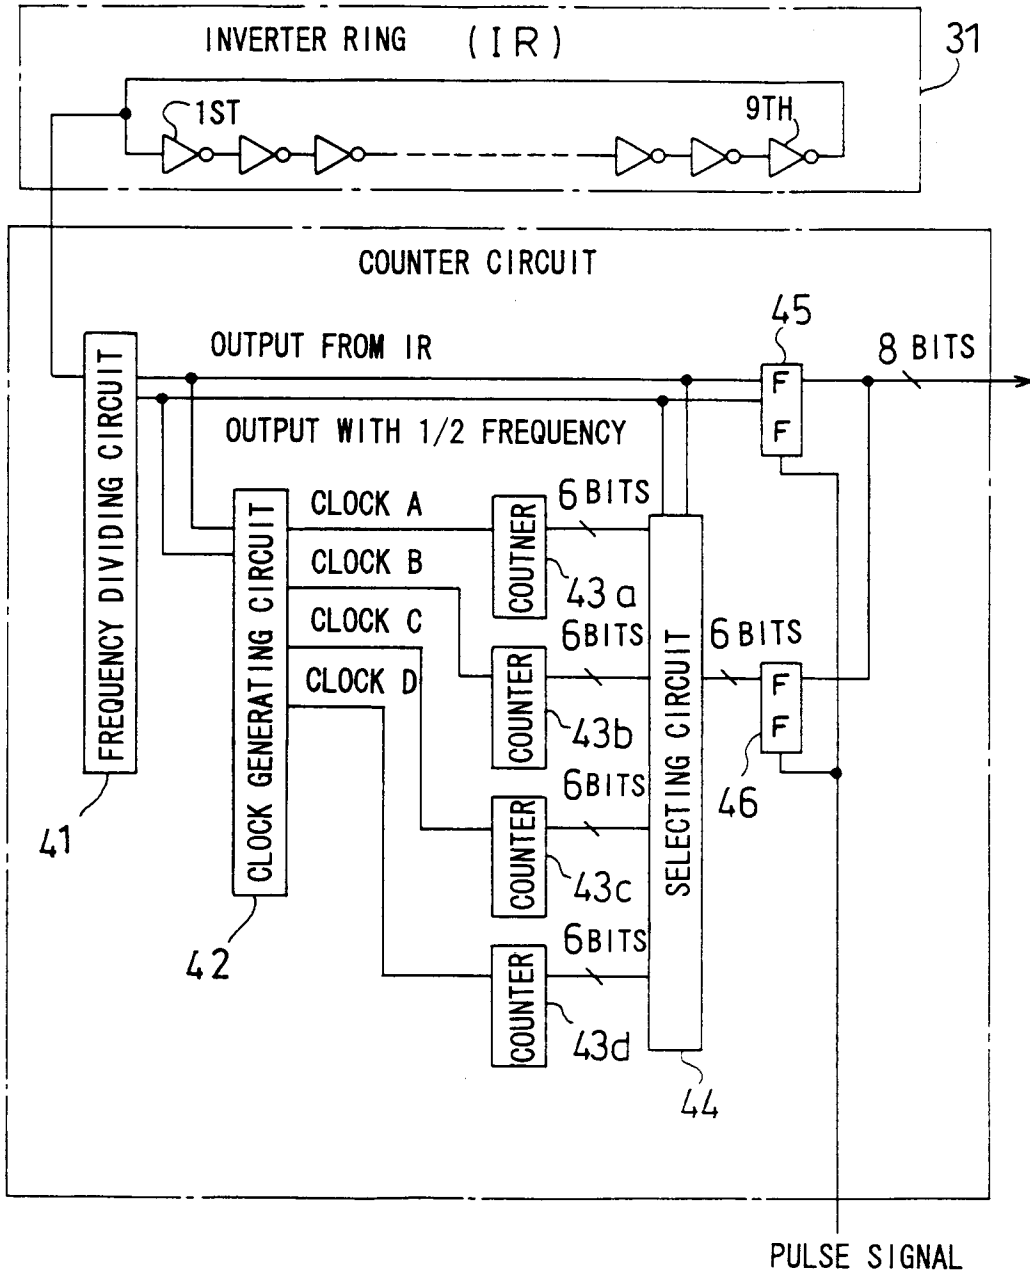 INVERTER RING (IR)
31
1ST
9TH
COUNTER CIRCUIT
45
OUTPUT FROM IR
8 BITS
F
F
OUTPUT WITH 1/2 FREQUENCY
FREQUENCY DIVIDING CIRCUIT
CLOCK GENERATING CIRCUIT
CLOCK A
6 BITS
COUTNER
43a
CLOCK B
CLOCK C
6BITS
6 BITS
COUNTER
43b
CLOCK D
SELECTING CIRCUIT
F
F
46
6BITS
COUNTER
43c
41
42
6BITS
COUNTER
43d
44
PULSE SIGNAL